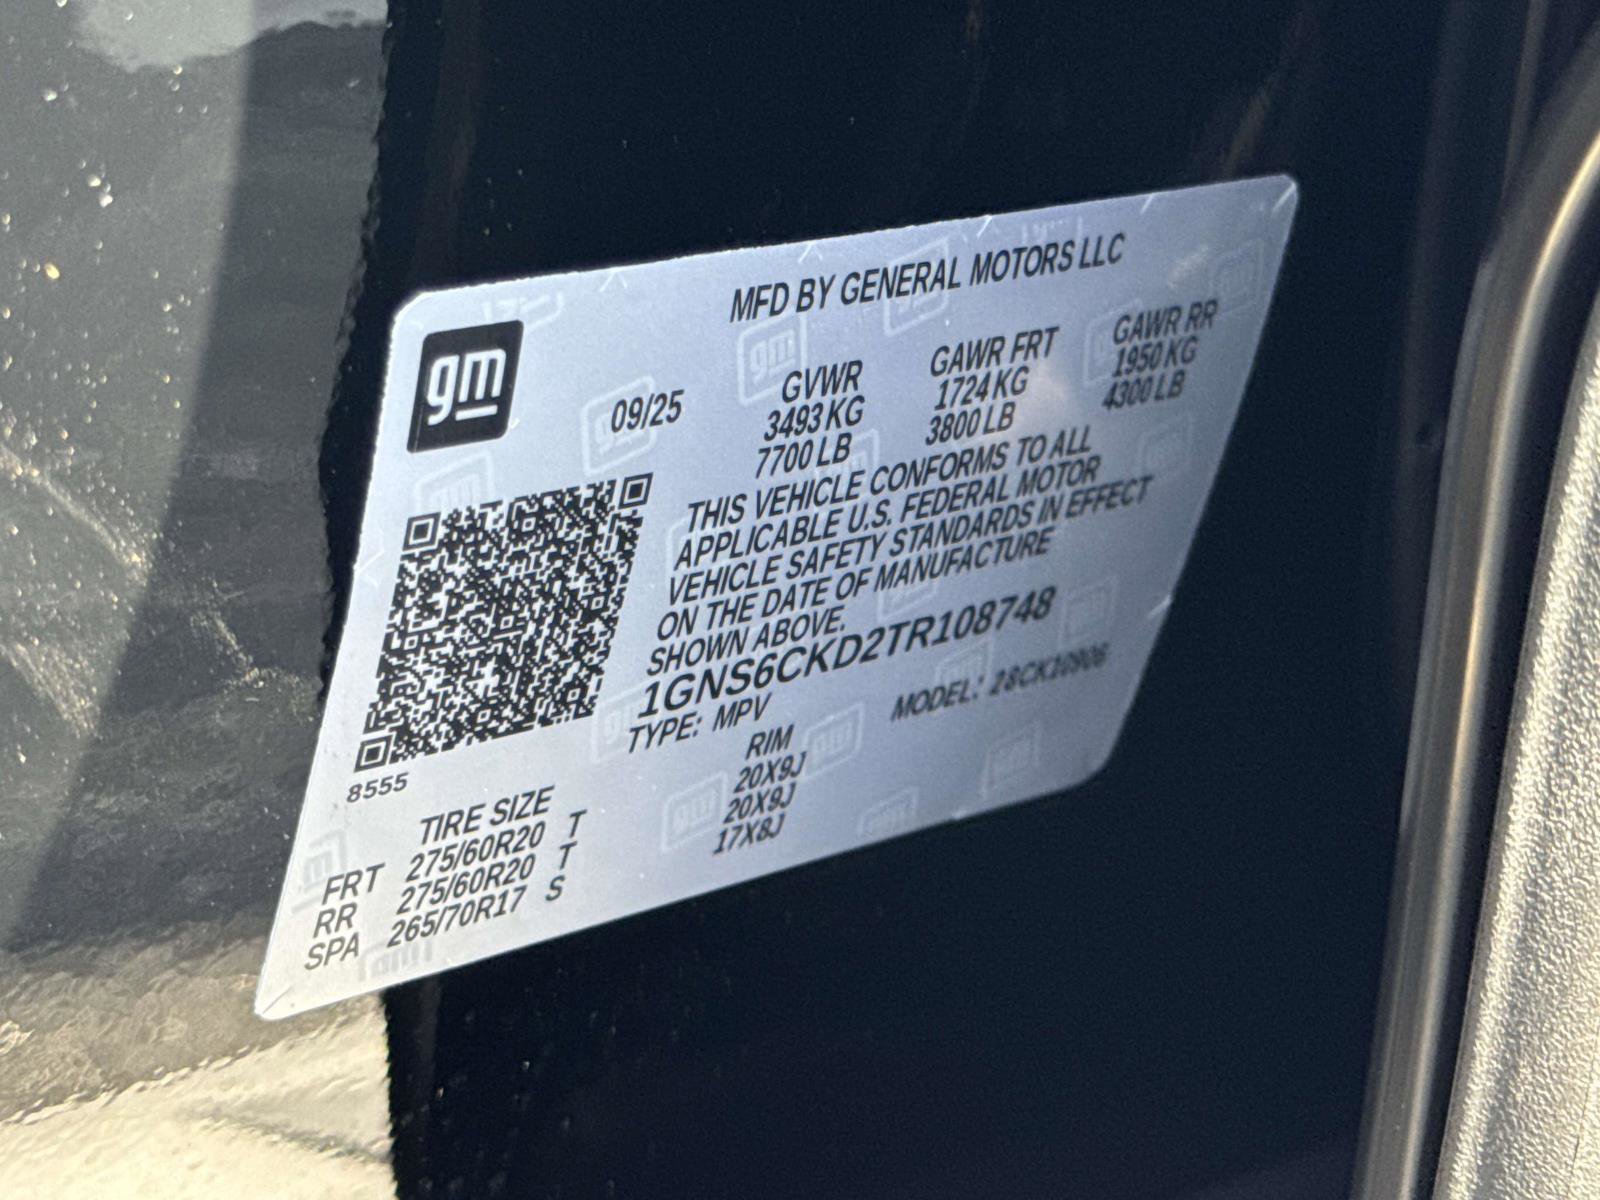 MFD BY GENERAL MOTORS LLC
gm
09/25
GVWR GAWR FRT GAWR RR
3493 KG 1724 KG 1950 KG
7700 LB 3800 LB 4300 LB
THIS VEHICLE CONFORMS TO ALL
APPLICABLE U.S. FEDERAL MOTOR
VEHICLE SAFETY STANDARDS IN EFFECT
ON THE DATE OF MANUFACTURE
SHOWN ABOVE.
1GNS6CKD2TR108748
TYPE: MPV MODEL: 28CK10906
8555
TIRE SIZE RIM
FRT 275/60R20 T 20X9J
RR 275/60R20 T 20X9J
SPA 265/70R17 S 17X8J